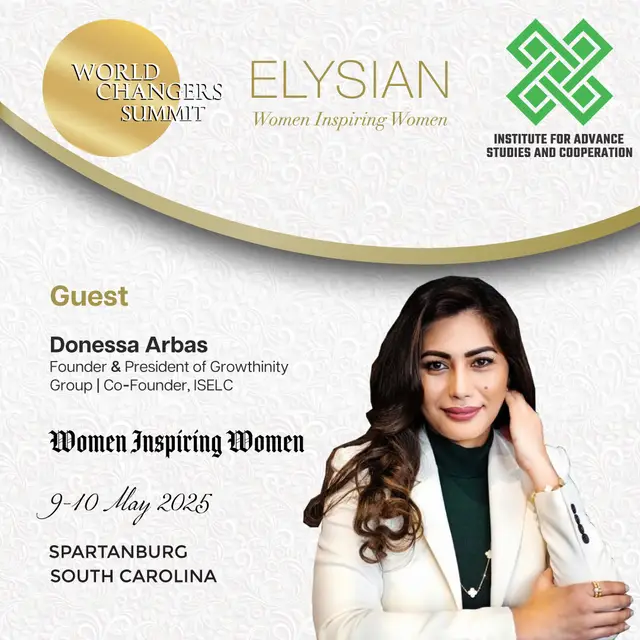 WORLD
CHANGERS
SUMMIT
ELYSIAN
Women Inspiring Women
INSTITUTE FOR ADVANCE
STUDIES AND COOPERATION
Guest
Donessa Arbas
Founder & President of Growthinity
Group | Co-Founder, ISELC
Women Inspiring Women
9-10 May 2025
SPARTANBURG
SOUTH CAROLINA